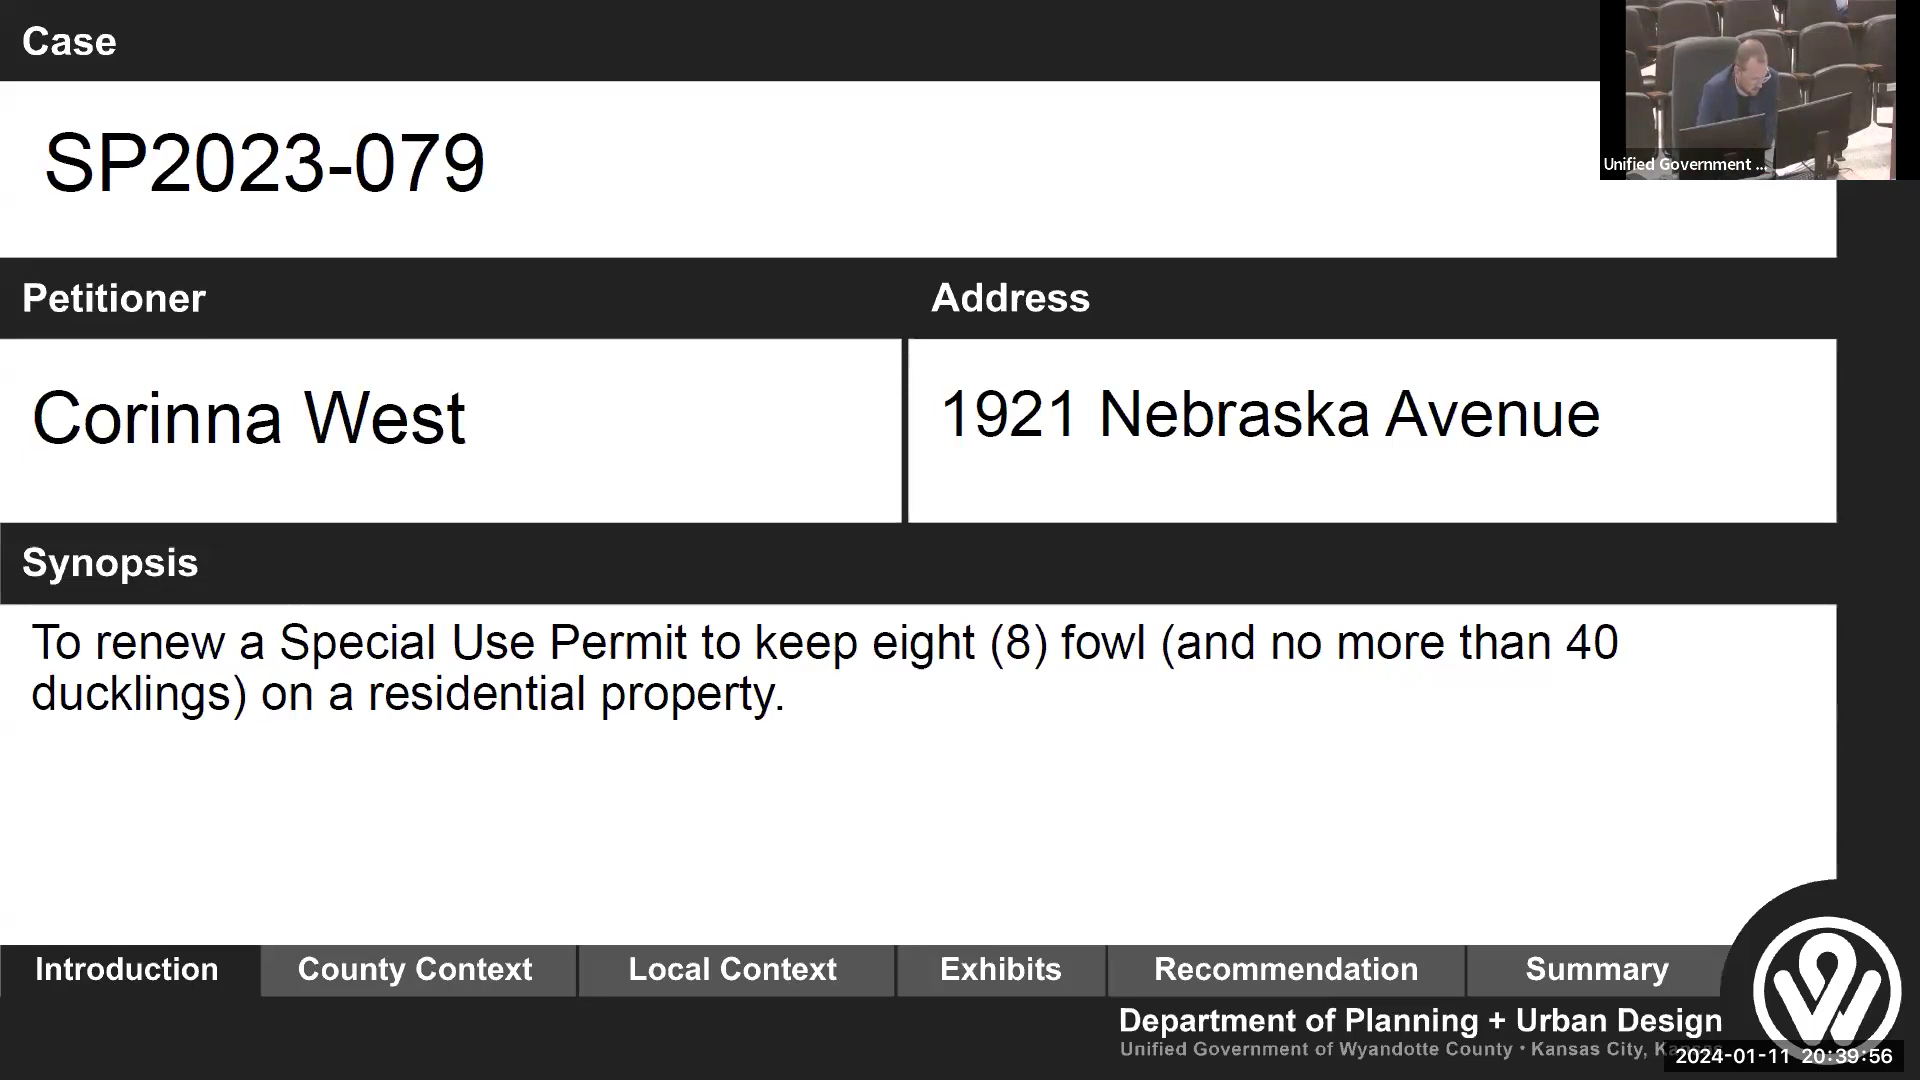 Case
Unified Government ...
SP2023-079
Petitioner
Address
Corinna West
1921 Nebraska Avenue
Synopsis
To renew a Special Use Permit to keep eight (8) fowl (and no more than 40
ducklings) on a residential property.
Introduction
County Context
Local Context
Exhibits
Recommendation
Summary
Department of Planning + Urban Design
Unified Government of Wyandotte County • Kansas City, Kansas
2024-01-11 20:39:56